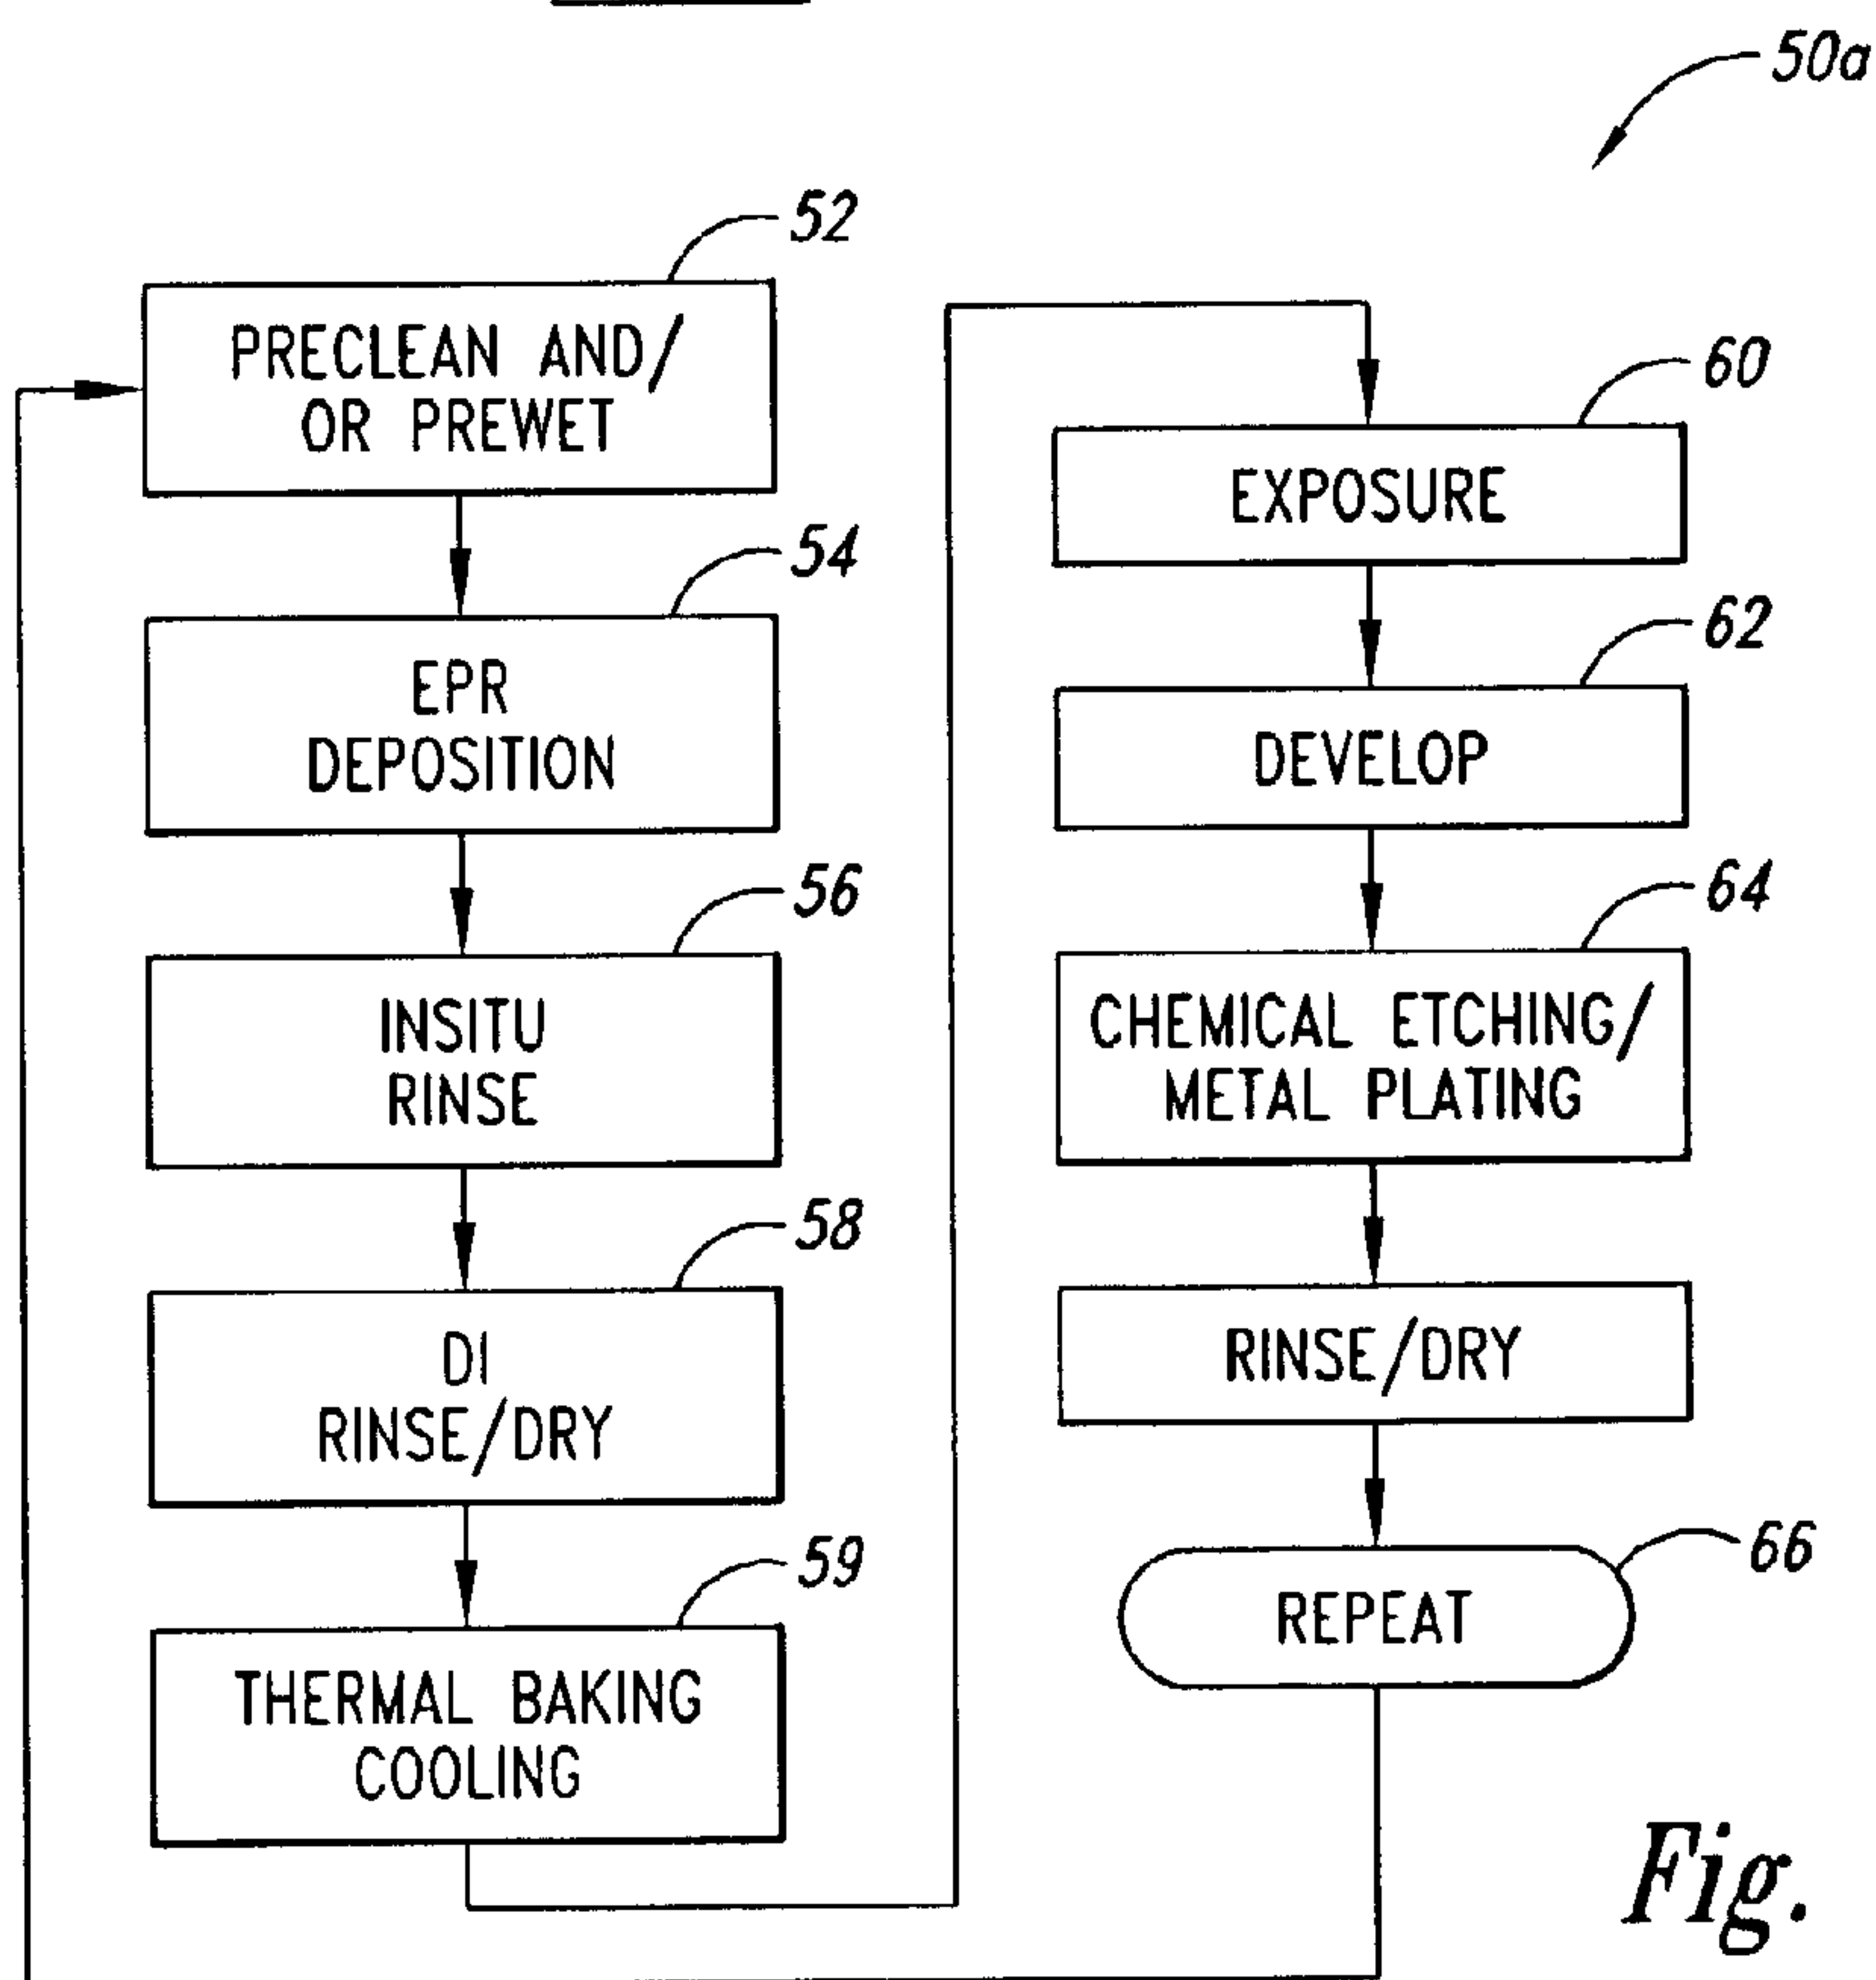 50a
52
PRECLEAN AND/
OR PREWET
54
EPR
DEPOSITION
56
INSITU
RINSE
58
DI
RINSE/DRY
59
THERMAL BAKING
COOLING
60
EXPOSURE
62
DEVELOP
64
CHEMICAL ETCHING/
METAL PLATING
RINSE/DRY
66
REPEAT
Fig.